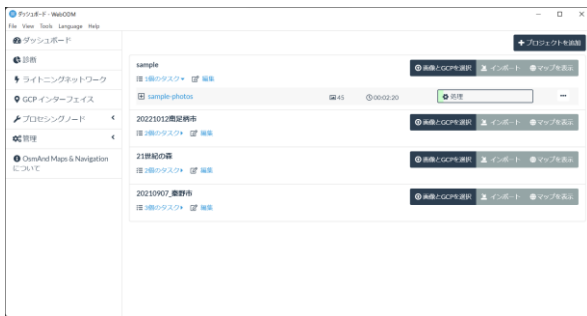 ダッシュボード - WebODM
File View Tools Language Help
ダッシュボード
診断
ライトニングネットワーク
GCP インターフェイス
プロセシングノード
管理
OsmAnd Maps & Navigation
について
プロジェクトを追加
sample
画像とGCPを選択 インポート マップを表示
1個のタスク 編集
sample-photos 45 00:02:20 処理
20221012南足柄市
画像とGCPを選択 インポート マップを表示
2個のタスク 編集
21世紀の森
画像とGCPを選択 インポート マップを表示
2個のタスク 編集
20210907_秦野市
画像とGCPを選択 インポート マップを表示
3個のタスク 編集